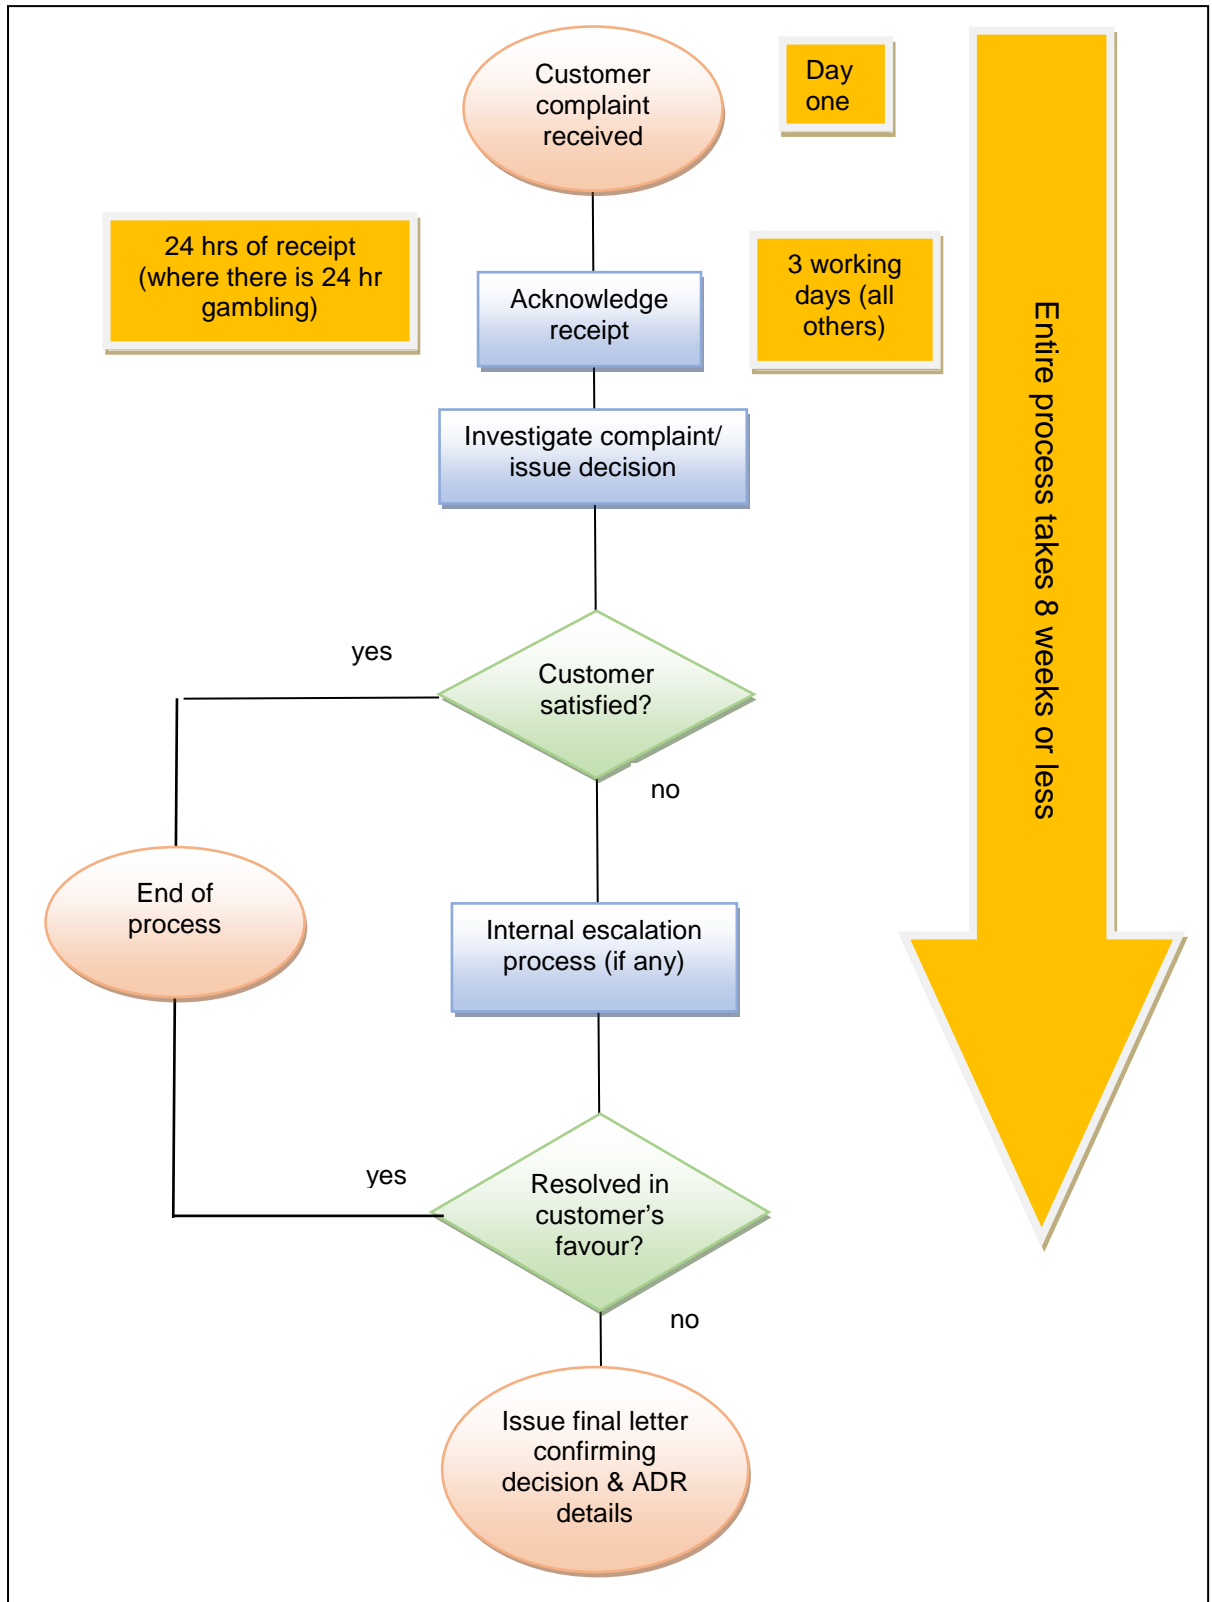 Customer
complaint
received
Day
one
24 hrs of receipt
(where there is 24 hr
gambling)
Acknowledge
receipt
3 working
days (all
others)
Entire process takes 8 weeks or less
Investigate complaint/
issue decision
yes
Customer
satisfied?
no
End of
process
Internal escalation
process (if any)
yes
Resolved in
customer’s
favour?
no
Issue final letter
confirming
decision & ADR
details